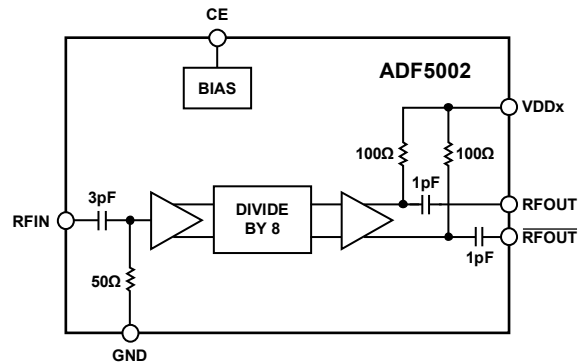 CE
ADF5002
BIAS
VDDx
100Ω
100Ω
3pF
1pF
RFIN
DIVIDE
BY 8
RFOUT
RFOUT
1pF
50Ω
GND